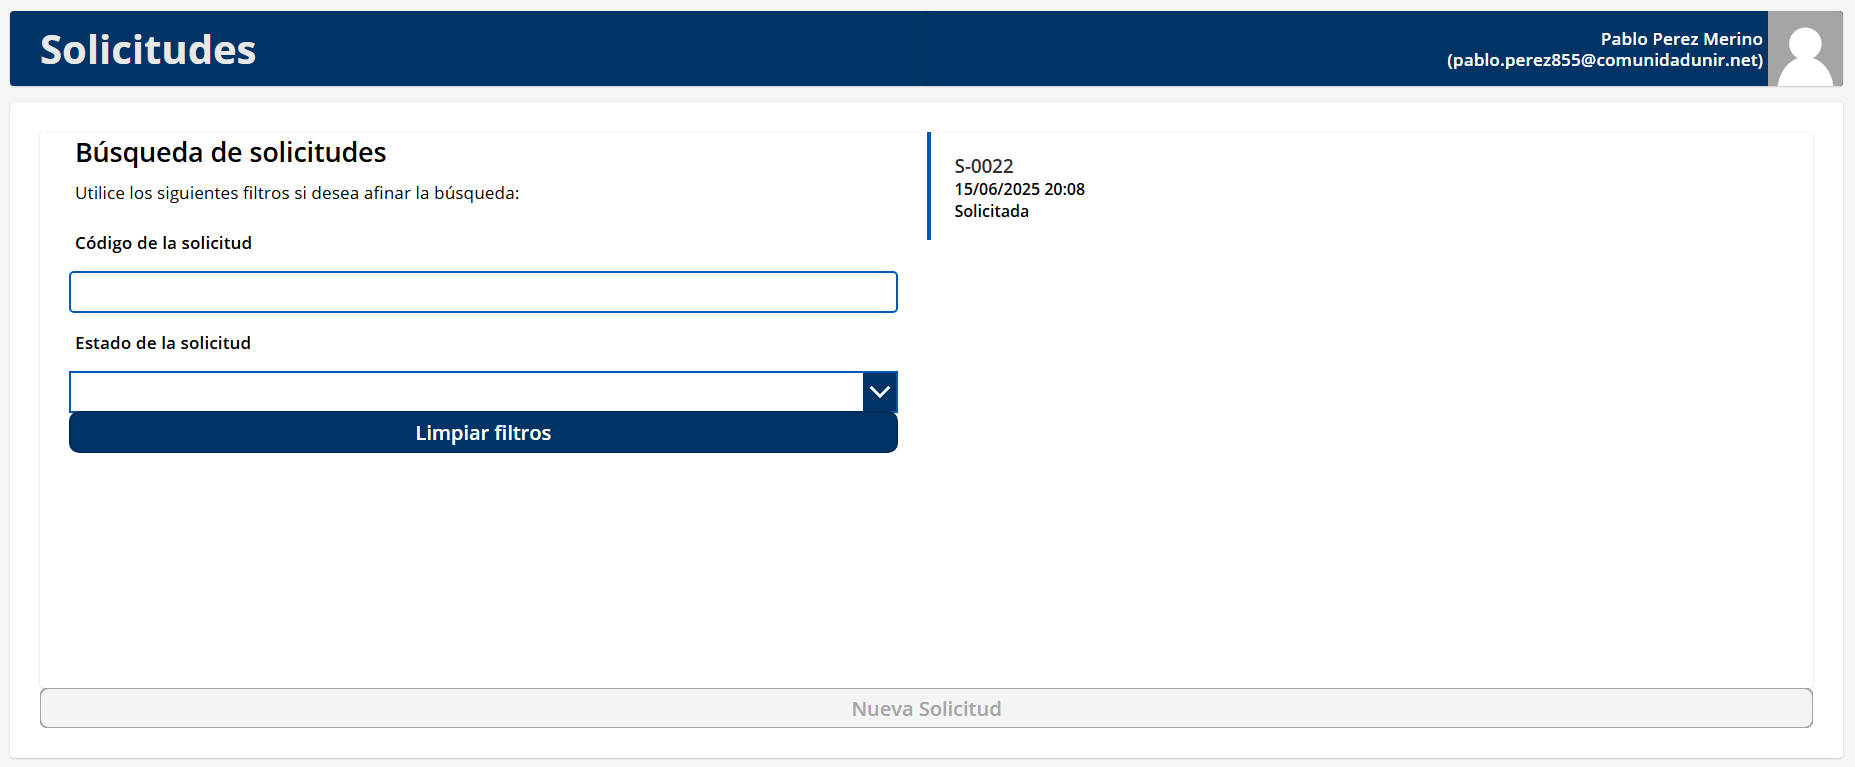 Solicitudes
Pablo Perez Merino
(pablo.perez855@comunidadunir.net)
Búsqueda de solicitudes
Utilice los siguientes filtros si desea afinar la búsqueda:
Código de la solicitud
Estado de la solicitud
Limpiar filtros
S-0022
15/06/2025 20:08
Solicitada
Nueva Solicitud